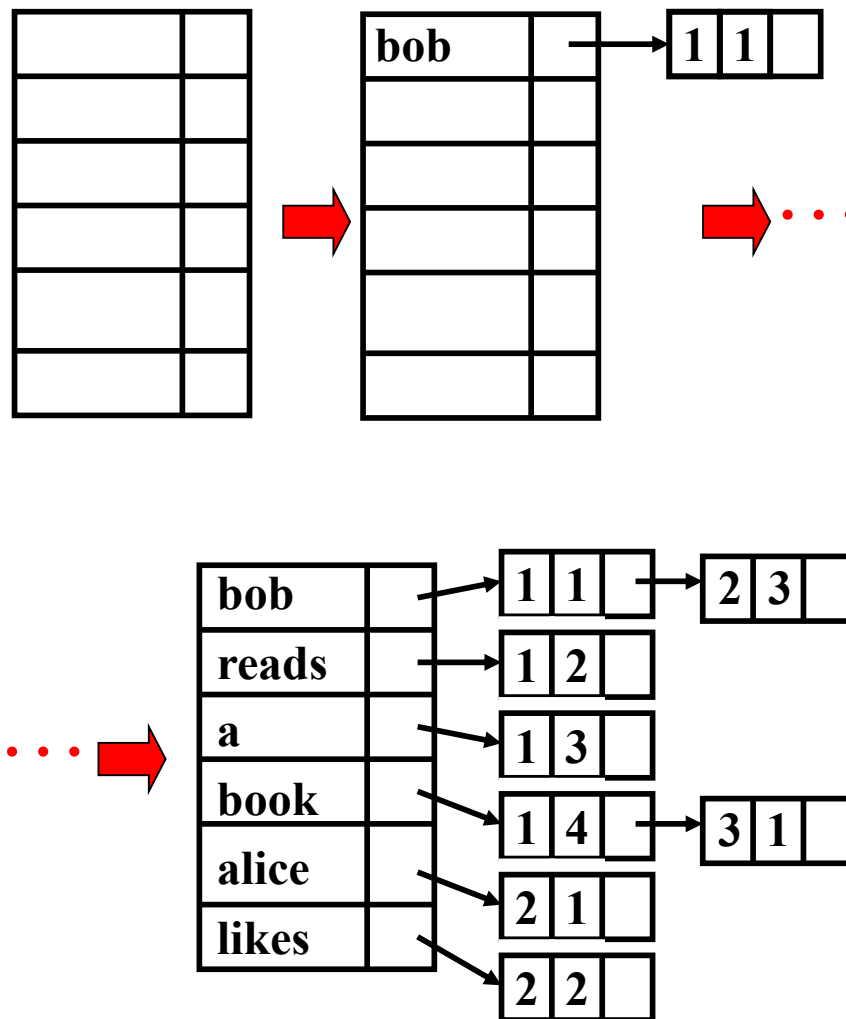 bob 1 1
bob 1 1 2 3
reads 1 2
a 1 3
book 1 4 3 1
alice 2 1
likes 2 2